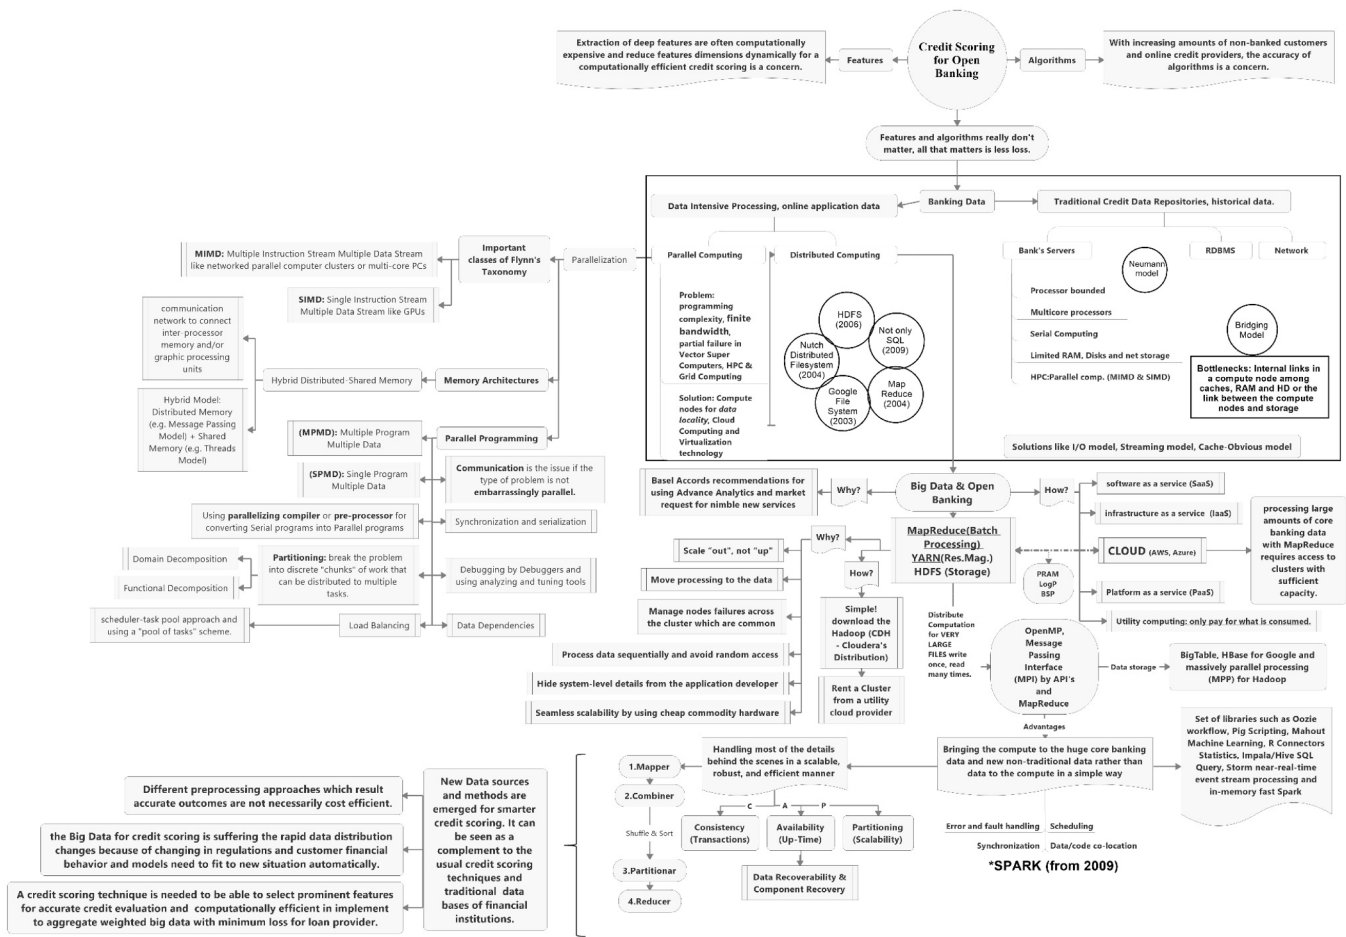 Credit Scoring
for Open
Banking
Features
Extraction of deep features are often computationally
expensive and reduce features dimensions dynamically for a
computationally efficient credit scoring is a concern.
Algorithms
With increasing amounts of non-banked customers
and online credit providers, the accuracy of
algorithms is a concern.
Features and algorithms really don't
matter, all that matters is less loss.
Banking Data
Data Intensive Processing, online application data
Traditional Credit Data Repositories, historical data.
Parallel Computing
Distributed Computing
Problem:
programming
complexity, finite
bandwidth,
partial failure in
Vector Super
Computers, HPC &
Grid Computing
Solution: Compute
nodes for data
locality, Cloud
Computing and
Virtualization
technology
HDFS
(2006)
Not only
SQL
(2009)
Nutch
Distributed
Filesystem
(2004)
Google
File
System
(2003)
Map
Reduce
(2004)
Bank's Servers
Neumann
model
RDBMS
Network
Processor bounded
Multicore processors
Serial Computing
Limited RAM, Disks and net storage
HPC:Parallel comp. (MIMD & SIMD)
Bridging
Model
Bottlenecks: Internal links in
a compute node among
caches, RAM and HD or the
link between the compute
nodes and storage
Solutions like I/O model, Streaming model, Cache-Obvious model
Parallelization
Important
classes of Flynn's
Taxonomy
MIMD: Multiple Instruction Stream Multiple Data Stream
like networked parallel computer clusters or multi-core PCs
SIMD: Single Instruction Stream
Multiple Data Stream like GPUs
Memory Architectures
Hybrid Distributed-Shared Memory
communication
network to connect
inter-processor
memory and/or
graphic processing
units
Hybrid Model:
Distributed Memory
(e.g. Message Passing
Model) + Shared
Memory (e.g. Threads
Model)
Parallel Programming
(MPMD): Multiple Program
Multiple Data
(SPMD): Single Program
Multiple Data
Communication is the issue if the
type of problem is not
embarrassingly parallel.
Using parallelizing compiler or pre-processor for
converting Serial programs into Parallel programs
Synchronization and serialization
Partitioning: break the problem
into discrete "chunks" of work that
can be distributed to multiple
tasks.
Domain Decomposition
Functional Decomposition
Debugging by Debuggers and
using analyzing and tuning tools
Load Balancing
scheduler-task pool approach and
using a "pool of tasks" scheme.
Data Dependencies
Big Data & Open
Banking
Why?
Basel Accords recommendations for
using Advance Analytics and market
request for nimble new services
How?
software as a service (SaaS)
infrastructure as a service (IaaS)
CLOUD (AWS, Azure)
processing large
amounts of core
banking data
with MapReduce
requires access to
clusters with
sufficient
capacity.
Platform as a service (PaaS)
Utility computing: only pay for what is consumed.
MapReduce(Batch
Processing)
YARN(Res.Mag.)
HDFS (Storage)
PRAM
LogP
BSP
Why?
Scale "out", not "up"
Move processing to the data
Manage nodes failures across
the cluster which are common
Process data sequentially and avoid random access
Hide system-level details from the application developer
Seamless scalability by using cheap commodity hardware
How?
Simple!
download the
Hadoop (CDH
- Cloudera's
Distribution)
Rent a Cluster
from a utility
cloud provider
Distribute
Computation
for VERY
LARGE
FILES write
once, read
many times.
OpenMP,
Message
Passing
Interface
(MPI) by API's
and
MapReduce
Data storage
BigTable, HBase for Google and
massively parallel processing
(MPP) for Hadoop
Advantages
Bringing the compute to the huge core banking
data and new non-traditional data rather than
data to the compute in a simple way
Set of libraries such as Oozie
workflow, Pig Scripting, Mahout
Machine Learning, R Connectors
Statistics, Impala/Hive SQL
Query, Storm near-real-time
event stream processing and
in-memory fast Spark
Error and fault handling
Scheduling
Synchronization
Data/code co-location
*SPARK (from 2009)
Handling most of the details
behind the scenes in a scalable,
robust, and efficient manner
C
A
P
Consistency
(Transactions)
Availability
(Up-Time)
Partitioning
(Scalability)
Data Recoverability &
Component Recovery
1.Mapper
2.Combiner
Shuffle & Sort
3.Partitionar
4.Reducer
New Data sources
and methods are
emerged for smarter
credit scoring. It can
be seen as a
complement to the
usual credit scoring
techniques and
traditional data
bases of financial
institutions.
Different preprocessing approaches which result
accurate outcomes are not necessarily cost efficient.
the Big Data for credit scoring is suffering the rapid data distribution
changes because of changing in regulations and customer financial
behavior and models need to fit to new situation automatically.
A credit scoring technique is needed to be able to select prominent features
for accurate credit evaluation and computationally efficient in implement
to aggregate weighted big data with minimum loss for loan provider.